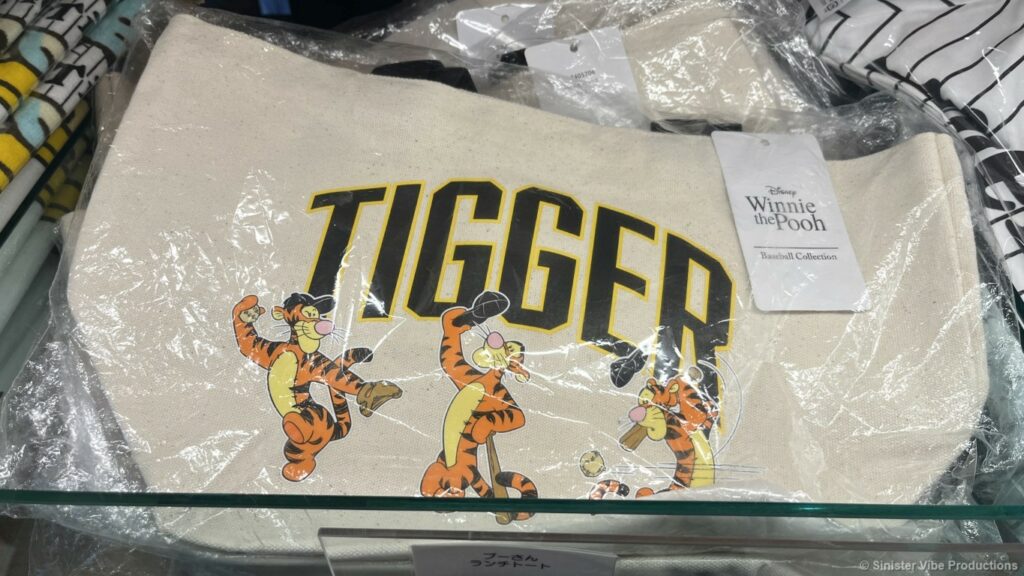 TIGGER
Disney
Winnie
the Pooh
Baseball Collection
プーさん
ランチトート
© Sinister Vibe Productions